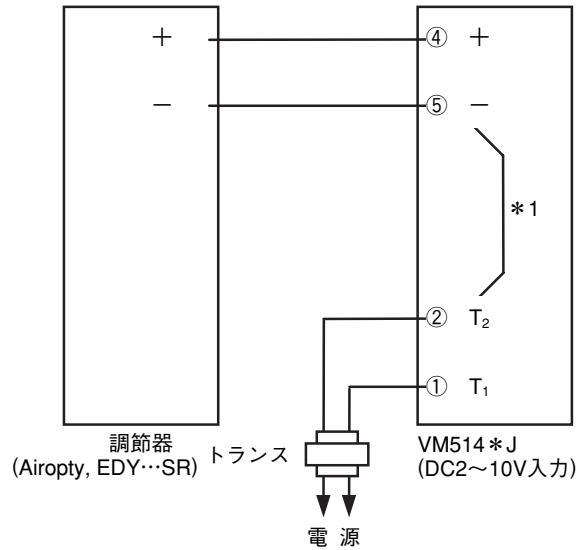 + ④ +
− ⑤ −
＊1
② T₂
① T₁
調節器
(Airopty, EDY…SR)
トランス
VM514＊J
(DC2～10V入力)
電 源